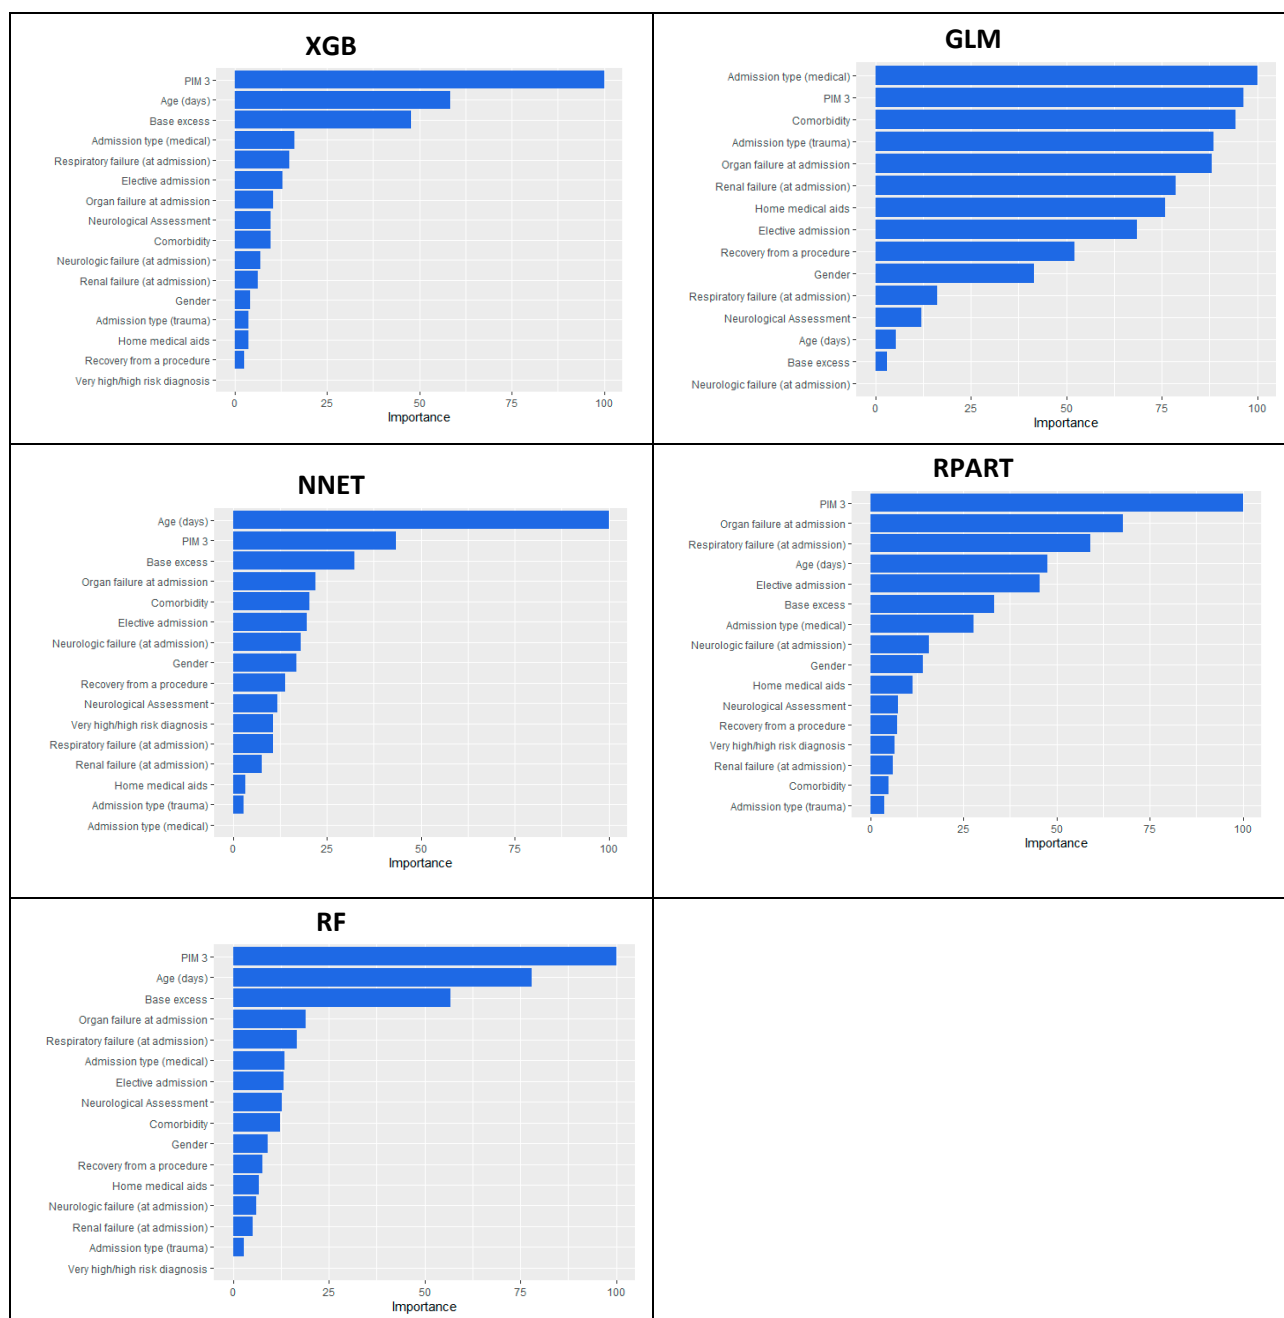 XGB
PIM 3
Age (days)
Base excess
Admission type (medical)
Respiratory failure (at admission)
Elective admission
Organ failure at admission
Neurological Assessment
Comorbidity
Neurologic failure (at admission)
Renal failure (at admission)
Gender
Admission type (trauma)
Home medical aids
Recovery from a procedure
Very high/high risk diagnosis
0 25 50 75 100
Importance
GLM
Admission type (medical)
PIM 3
Comorbidity
Admission type (trauma)
Organ failure at admission
Renal failure (at admission)
Home medical aids
Elective admission
Recovery from a procedure
Gender
Respiratory failure (at admission)
Neurological Assessment
Age (days)
Base excess
Neurologic failure (at admission)
0 25 50 75 100
Importance
NNET
Age (days)
PIM 3
Base excess
Organ failure at admission
Comorbidity
Elective admission
Neurologic failure (at admission)
Gender
Recovery from a procedure
Neurological Assessment
Very high/high risk diagnosis
Respiratory failure (at admission)
Renal failure (at admission)
Home medical aids
Admission type (trauma)
Admission type (medical)
0 25 50 75 100
Importance
RPART
PIM 3
Organ failure at admission
Respiratory failure (at admission)
Age (days)
Elective admission
Base excess
Admission type (medical)
Neurologic failure (at admission)
Gender
Home medical aids
Neurological Assessment
Recovery from a procedure
Very high/high risk diagnosis
Renal failure (at admission)
Comorbidity
Admission type (trauma)
0 25 50 75 100
Importance
RF
PIM 3
Age (days)
Base excess
Organ failure at admission
Respiratory failure (at admission)
Admission type (medical)
Elective admission
Neurological Assessment
Comorbidity
Gender
Recovery from a procedure
Home medical aids
Neurologic failure (at admission)
Renal failure (at admission)
Admission type (trauma)
Very high/high risk diagnosis
0 25 50 75 100
Importance